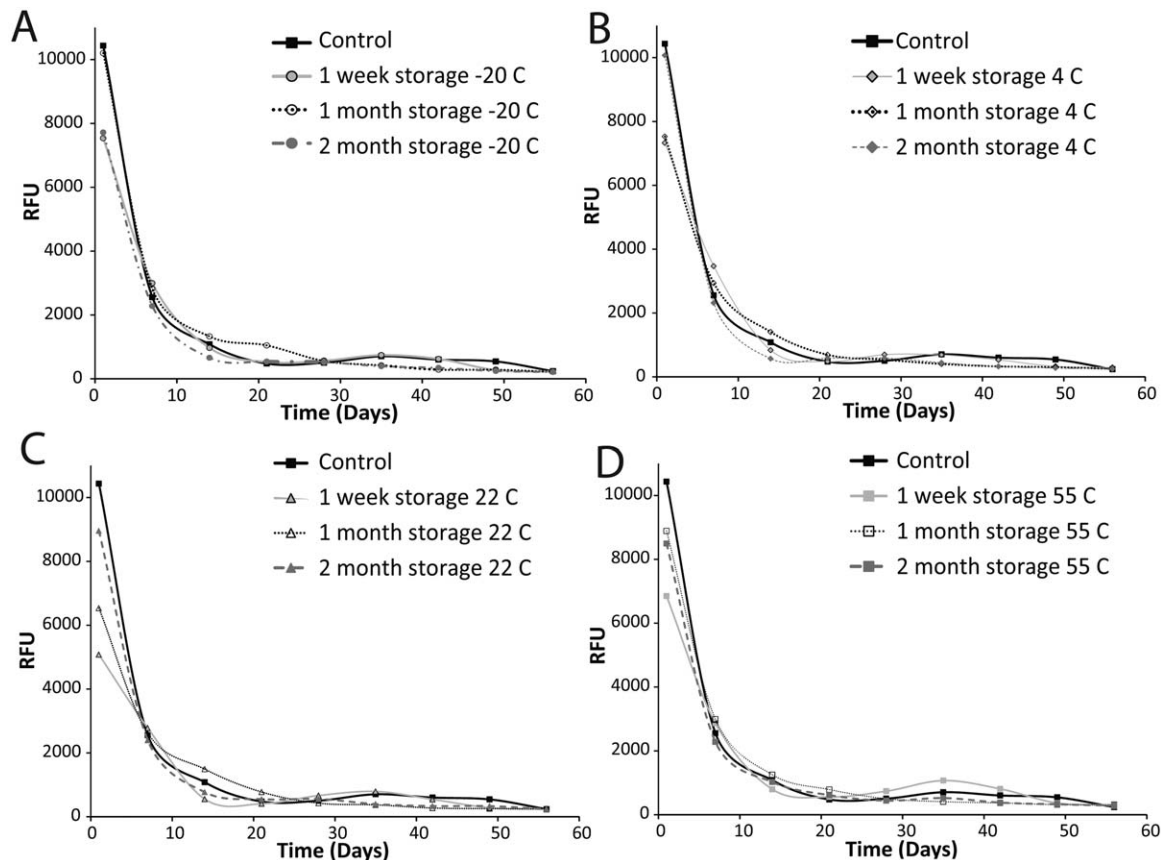 A
Control
1 week storage -20 C
1 month storage -20 C
2 month storage -20 C
RFU
10000
8000
6000
4000
2000
0
0 10 20 30 40 50 60
Time (Days)
B
Control
1 week storage 4 C
1 month storage 4 C
2 month storage 4 C
RFU
10000
8000
6000
4000
2000
0
0 10 20 30 40 50 60
Time (Days)
C
Control
1 week storage 22 C
1 month storage 22 C
2 month storage 22 C
RFU
10000
8000
6000
4000
2000
0
0 10 20 30 40 50 60
Time (Days)
D
Control
1 week storage 55 C
1 month storage 55 C
2 month storage 55 C
RFU
10000
8000
6000
4000
2000
0
0 10 20 30 40 50 60
Time (Days)